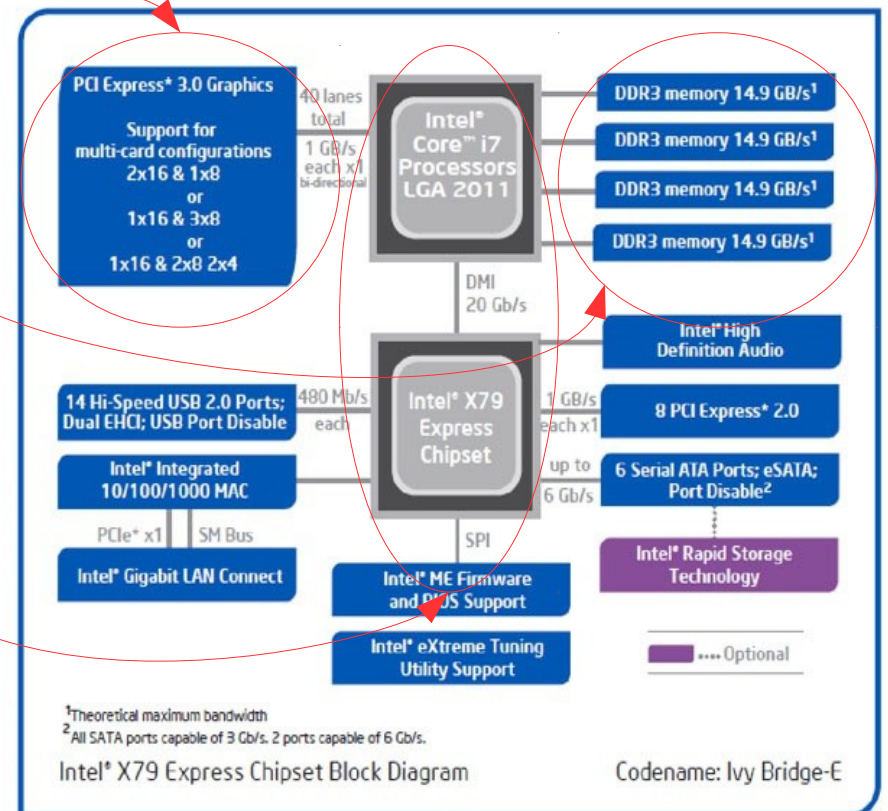 PCI Express* 3.0 Graphics
Support for
multi-card configurations
2x16 & 1x8
or
1x16 & 3x8
or
1x16 & 2x8 2x4
40 lanes
total
1 GB/s
each x1
bi-directional
Intel®
Core™ i7
Processors
LGA 2011
DDR3 memory 14.9 GB/s¹
DDR3 memory 14.9 GB/s¹
DDR3 memory 14.9 GB/s¹
DDR3 memory 14.9 GB/s¹
DMI
20 Gb/s
Intel® High
Definition Audio
14 Hi-Speed USB 2.0 Ports;
Dual EHCI; USB Port Disable
480 Mb/s
each
Intel® X79
Express
Chipset
1 GB/s
each x1
8 PCI Express* 2.0
Intel® Integrated
10/100/1000 MAC
up to
6 Gb/s
6 Serial ATA Ports; eSATA;
Port Disable²
PCIe* x1
SM Bus
SPI
Intel® Rapid Storage
Technology
Intel® Gigabit LAN Connect
Intel® ME Firmware
and BIOS Support
Intel® eXtreme Tuning
Utility Support
Optional
¹Theoretical maximum bandwidth
²All SATA ports capable of 3 Gb/s. 2 ports capable of 6 Gb/s.
Intel® X79 Express Chipset Block Diagram
Codename: Ivy Bridge-E